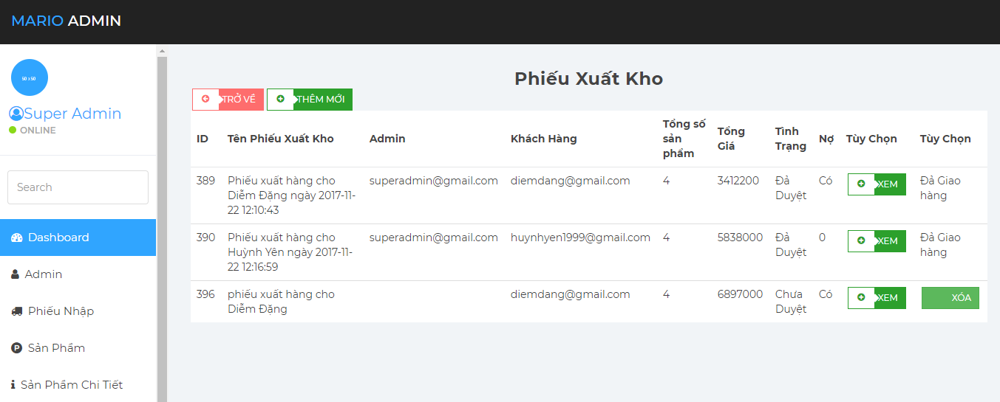 MARIO ADMIN
50 x 50
Super Admin
ONLINE
Search
Dashboard
Admin
Phiếu Nhập
Sản Phẩm
Sản Phẩm Chi Tiết
Phiếu Xuất Kho
TRỞ VỀ THÊM MỚI
ID Tên Phiếu Xuất Kho Admin Khách Hàng Tổng số sản phẩm Tổng Giá Tình Trạng Nợ Tùy Chọn Tùy Chọn
389 Phiếu xuất hàng cho Diễm Đặng ngày 2017-11-22 12:10:43 superadmin@gmail.com diemdang@gmail.com 4 3412200 Đả Duyệt Có XEM Đả Giao hàng
390 Phiếu xuất hàng cho Huỳnh Yên ngày 2017-11-22 12:16:59 superadmin@gmail.com huynhyen1999@gmail.com 4 5838000 Đả Duyệt 0 XEM Đả Giao hàng
396 phiếu xuất hàng cho Diễm Đặng diemdang@gmail.com 4 6897000 Chưa Duyệt Có XEM XÓA